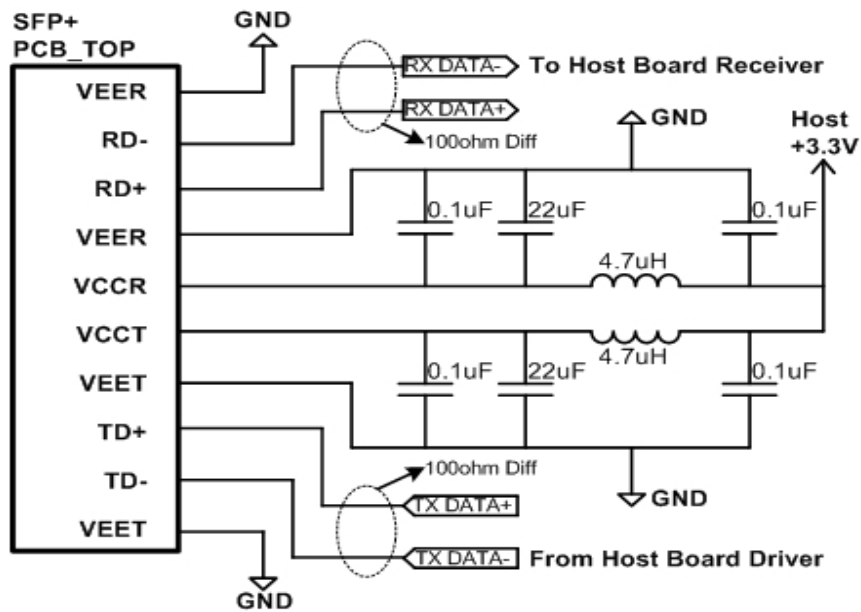 SFP+
PCB_TOP
GND
VEER
RX DATA-
To Host Board Receiver
RD-
RX DATA+
100ohm Diff
GND
Host
+3.3V
RD+
VEER
0.1uF
22uF
0.1uF
4.7uH
VCCR
VCCT
4.7uH
VEET
0.1uF
22uF
0.1uF
TD+
100ohm Diff
GND
TD-
TX DATA+
VEET
TX DATA-
From Host Board Driver
GND